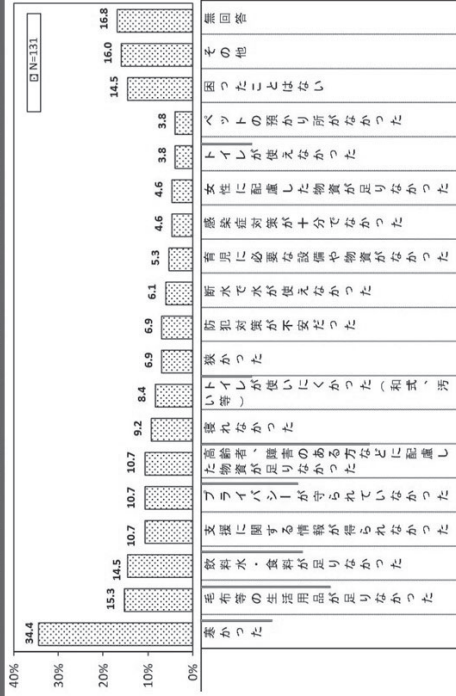 N=131
40%
30%
20%
10%
0%
34.4
15.3
14.5
10.7
10.7
10.7
9.2
8.4
6.9
6.9
6.1
5.3
4.6
4.6
3.8
3.8
14.5
16.0
16.8
寒かった
毛布等の生活用品が足りなかった
飲料水・食料が足りなかった
支援に関する情報が得られなかった
プライバシーが守られていなかった
高齢者、障害のある方などに配慮し
た物資が足りなかった
寝れなかった
トイレが使いにくかった（和式、汚
い等）
狭かった
防犯対策が不安だった
断水で水が使えなかった
育児に必要な設備や物資がなかった
感染症対策が十分でなかった
女性に配慮した物資が足りなかった
トイレが使えなかった
ペットの預かり所がなかった
困ったことはない
その他
無回答